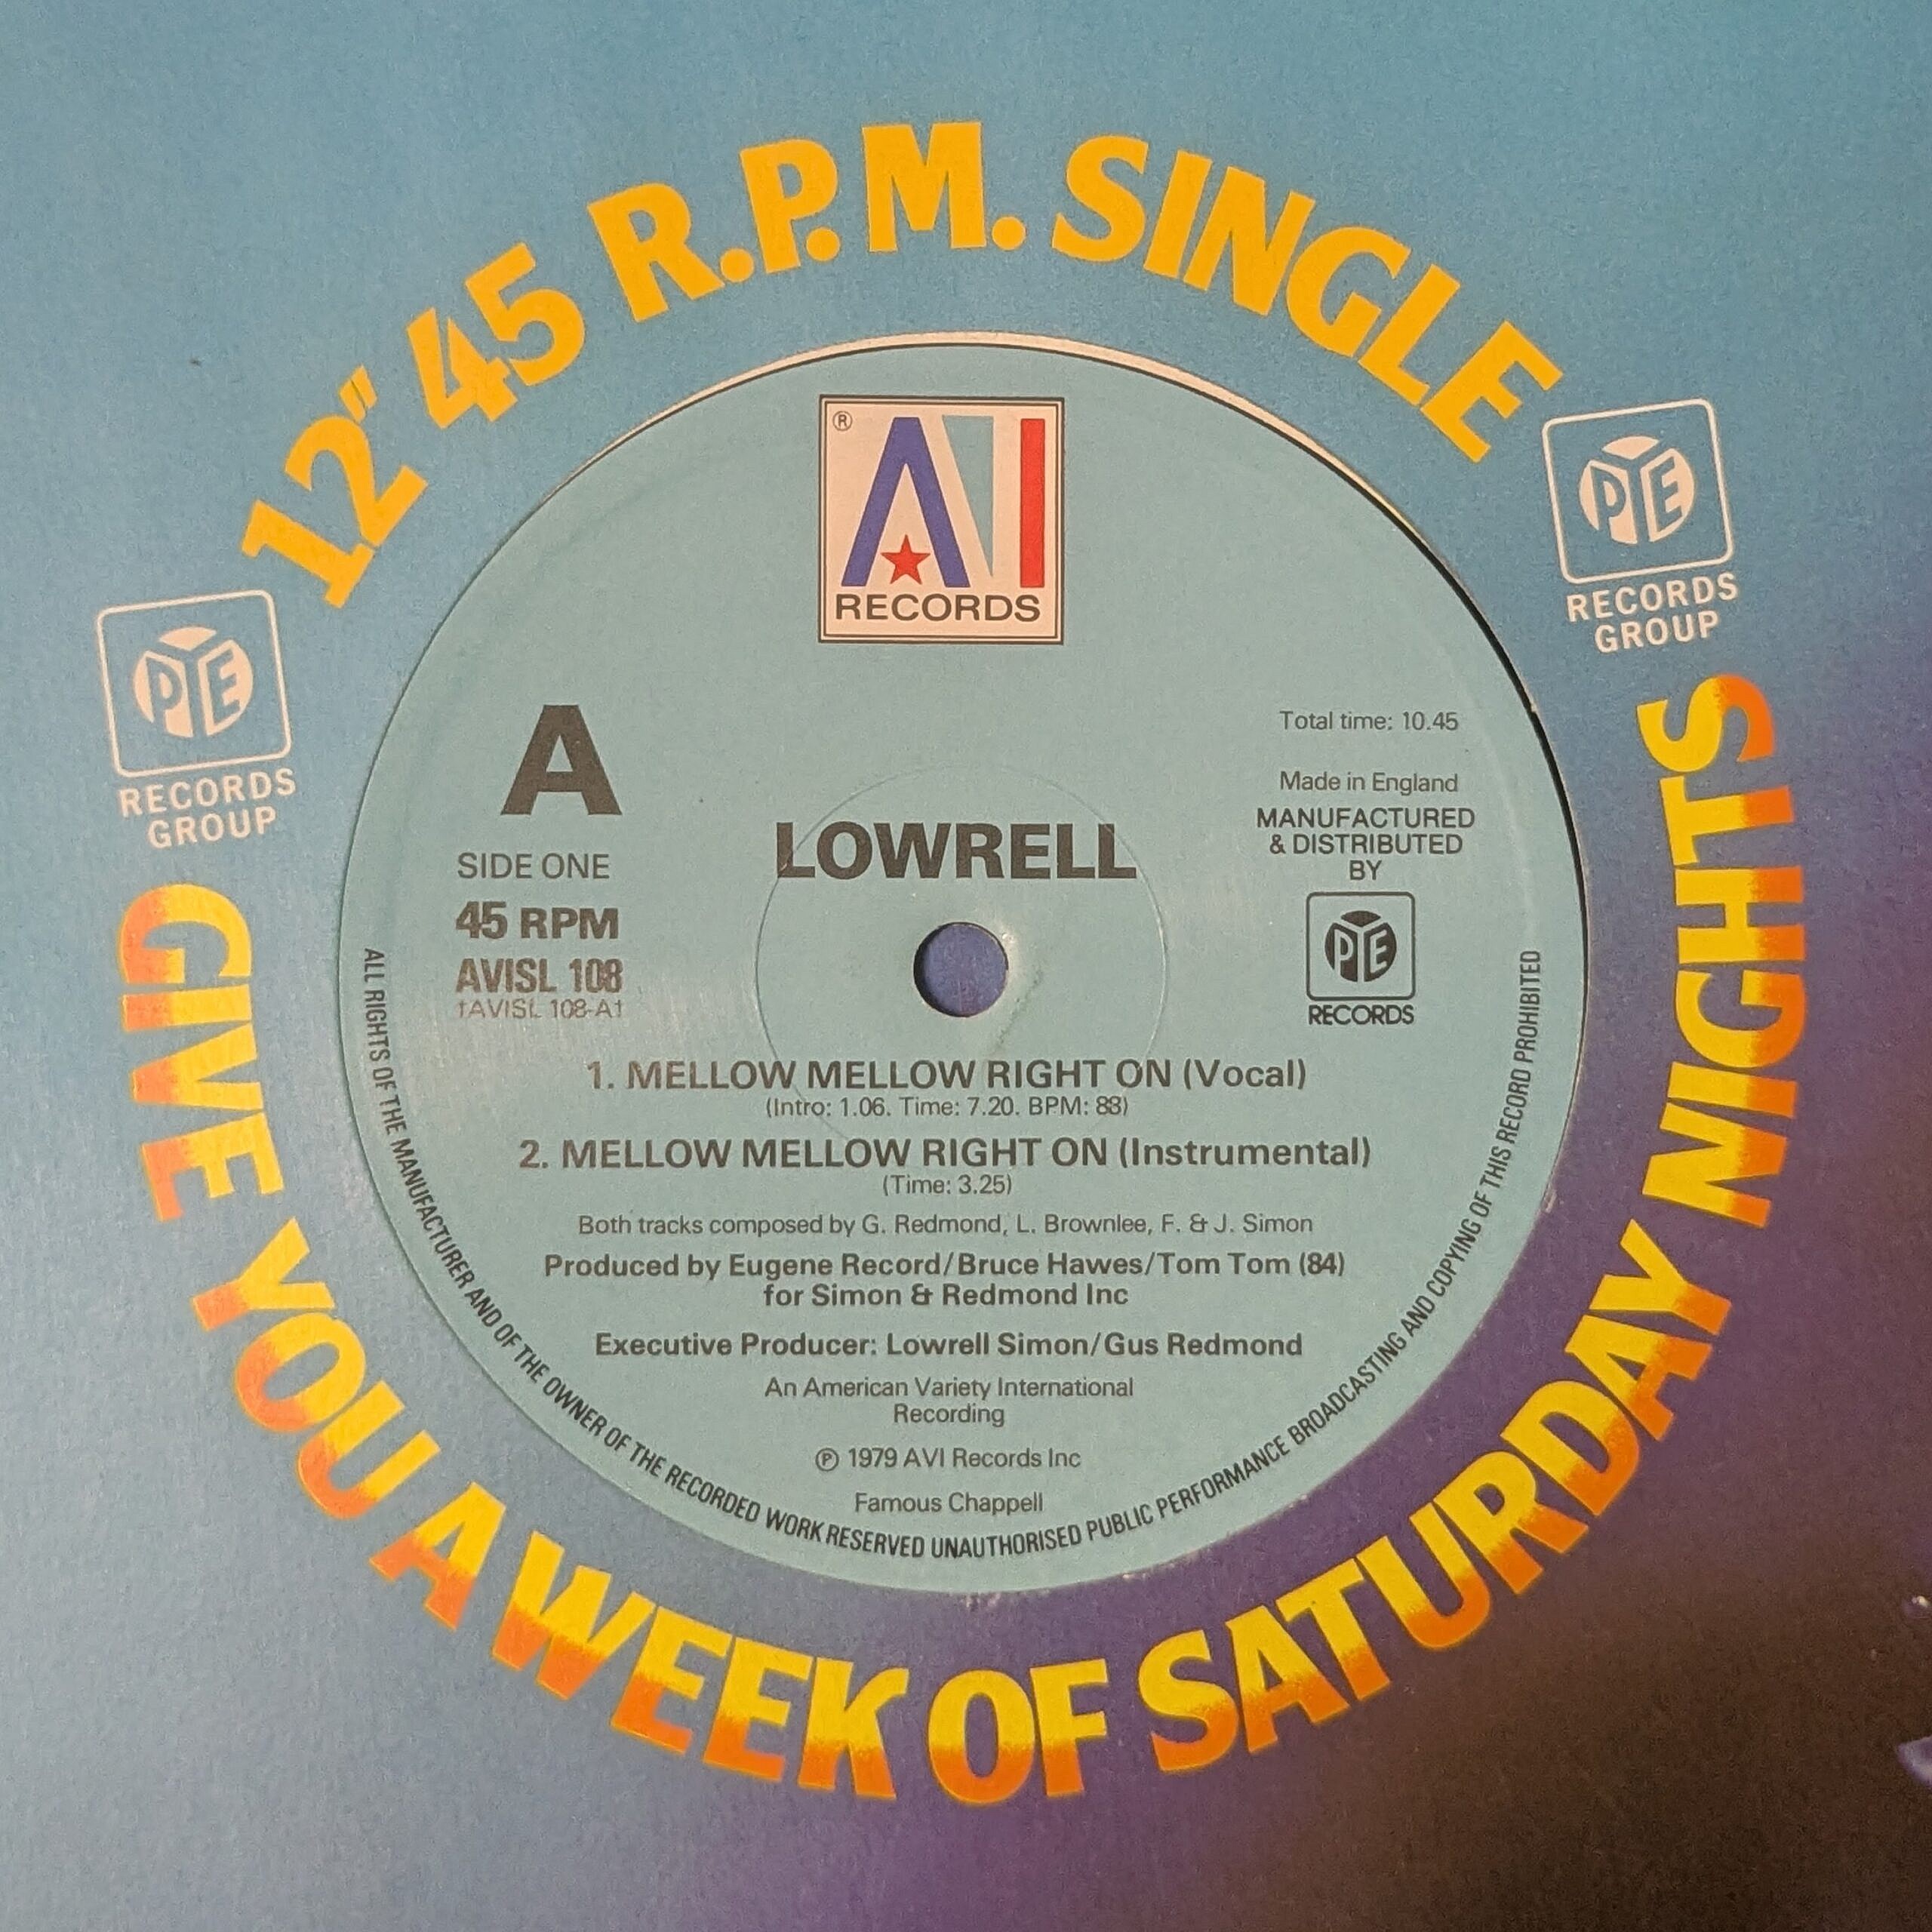 12" 45 R.P.M. SINGLE
PYE
RECORDS
GROUP
PYE
RECORDS
GROUP
GIVE YOU A WEEK OF SATURDAY NIGHTS
®
AVI
RECORDS
A
SIDE ONE
45 RPM
AVISL 108
†AVISL 108-A†
LOWRELL
Total time: 10.45
Made in England
MANUFACTURED
& DISTRIBUTED
BY
PYE
RECORDS
1. MELLOW MELLOW RIGHT ON (Vocal)
(Intro: 1.06. Time: 7.20. BPM: 88)
2. MELLOW MELLOW RIGHT ON (Instrumental)
(Time: 3.25)
Both tracks composed by G. Redmond, L. Brownlee, F. & J. Simon
Produced by Eugene Record/Bruce Hawes/Tom Tom (84)
for Simon & Redmond Inc
Executive Producer: Lowrell Simon/Gus Redmond
An American Variety International
Recording
℗ 1979 AVI Records Inc
Famous Chappell
ALL RIGHTS OF THE MANUFACTURER AND OF THE OWNER OF THE RECORDED WORK RESERVED UNAUTHORISED PUBLIC PERFORMANCE BROADCASTING AND COPYING OF THIS RECORD PROHIBITED